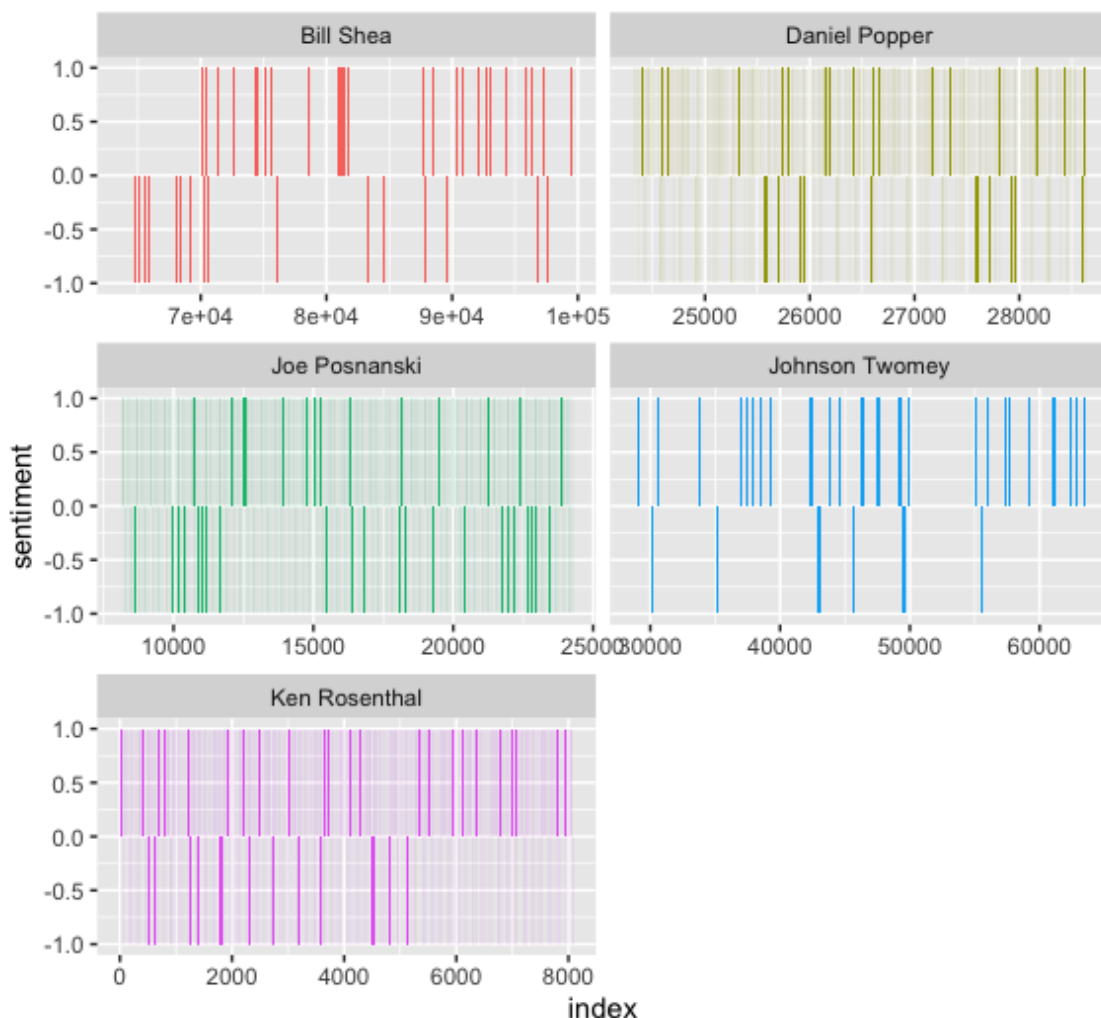 Bill Shea
Daniel Popper
1.0
0.5
0.0
-0.5
-1.0
7e+04 8e+04 9e+04 1e+05
25000 26000 27000 28000
Joe Posnanski
Johnson Twomey
sentiment
1.0
0.5
0.0
-0.5
-1.0
10000 15000 20000 25000
30000 40000 50000 60000
Ken Rosenthal
1.0
0.5
0.0
-0.5
-1.0
0 2000 4000 6000 8000
index